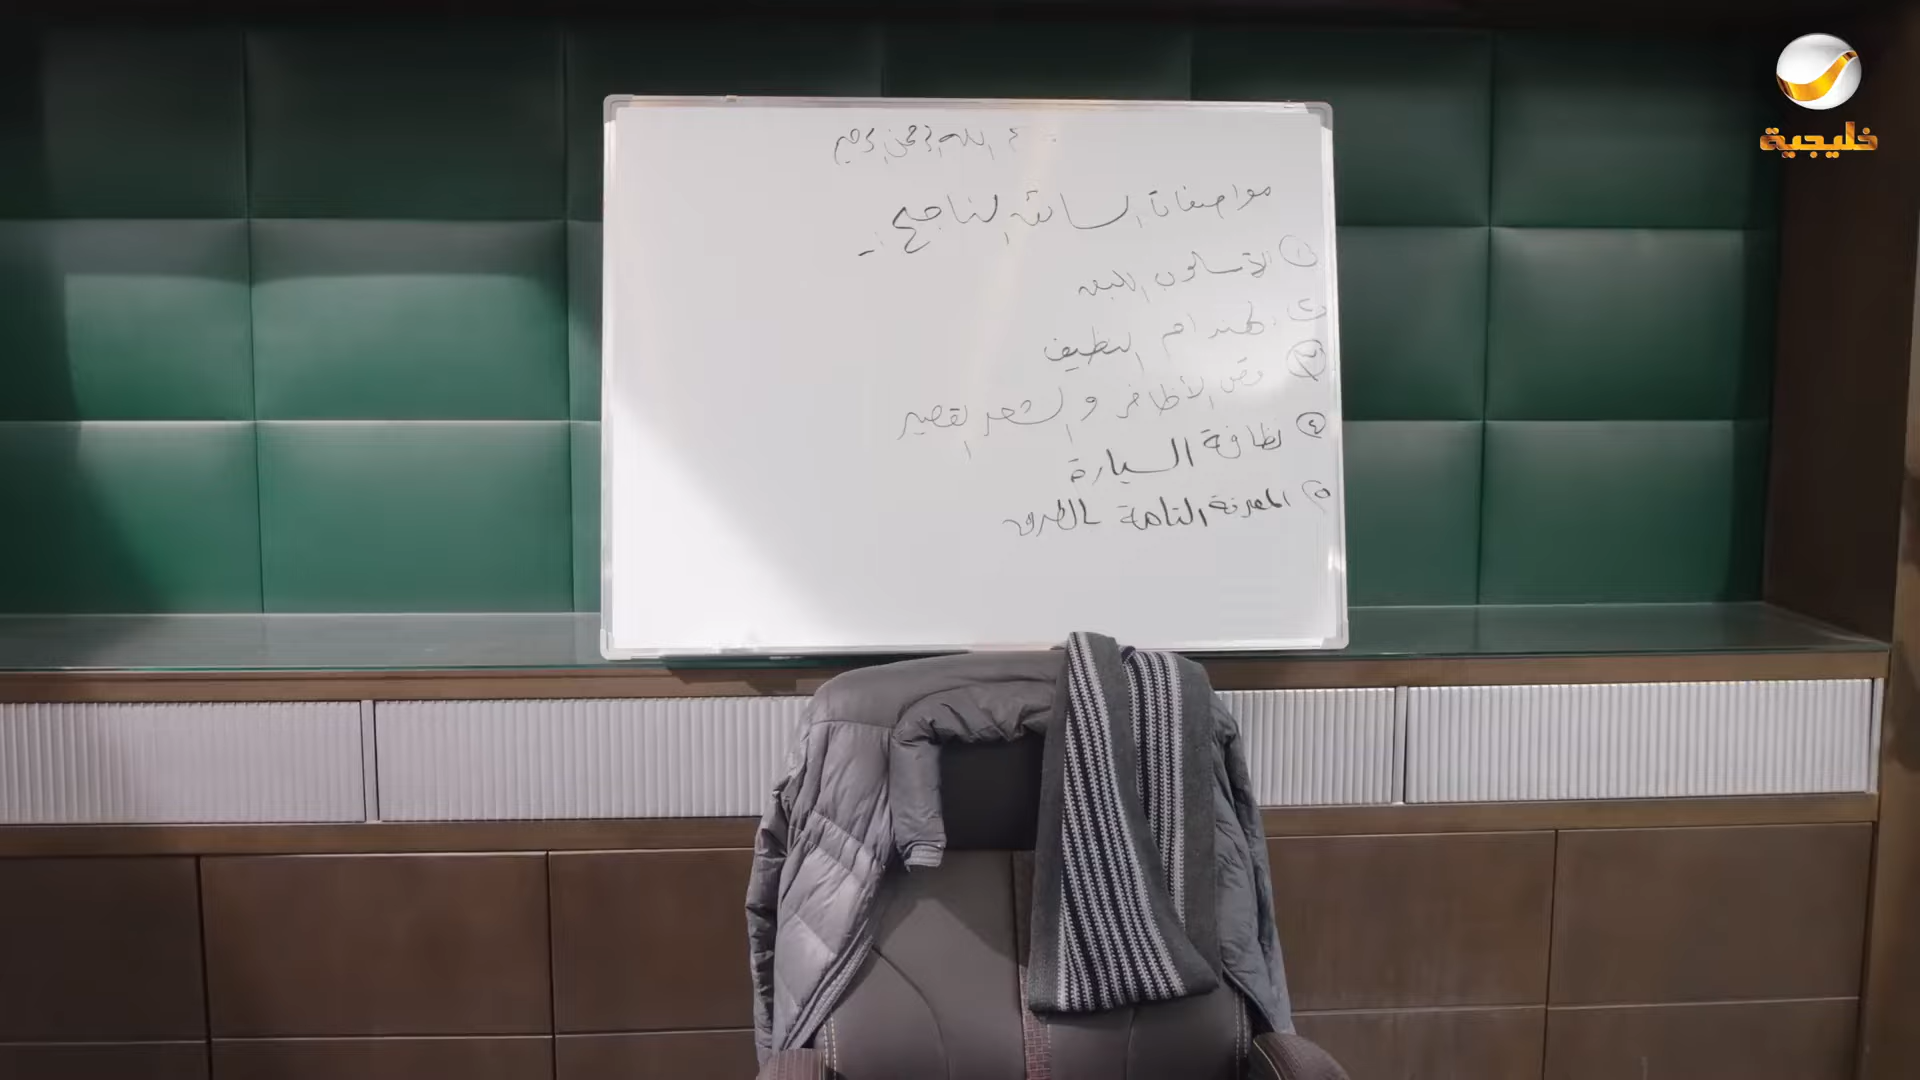 بسم الله الرحمن الرحيم
مواصفات السائق الناجح :-
١ الأسلوب
٢ الهندام النظيف
٣ قص الأظافر والشعر القصير
٤ نظافة السيارة
٥ المعرفة التامة بالطرق
خليجية